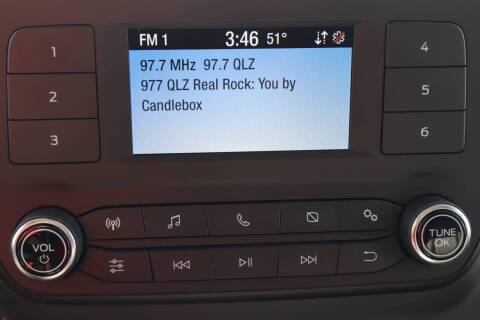 FM 1 3:46 51°
97.7 MHz 97.7 QLZ
977 QLZ Real Rock: You by
Candlebox
1
2
3
4
5
6
VOL
TUNE
OK